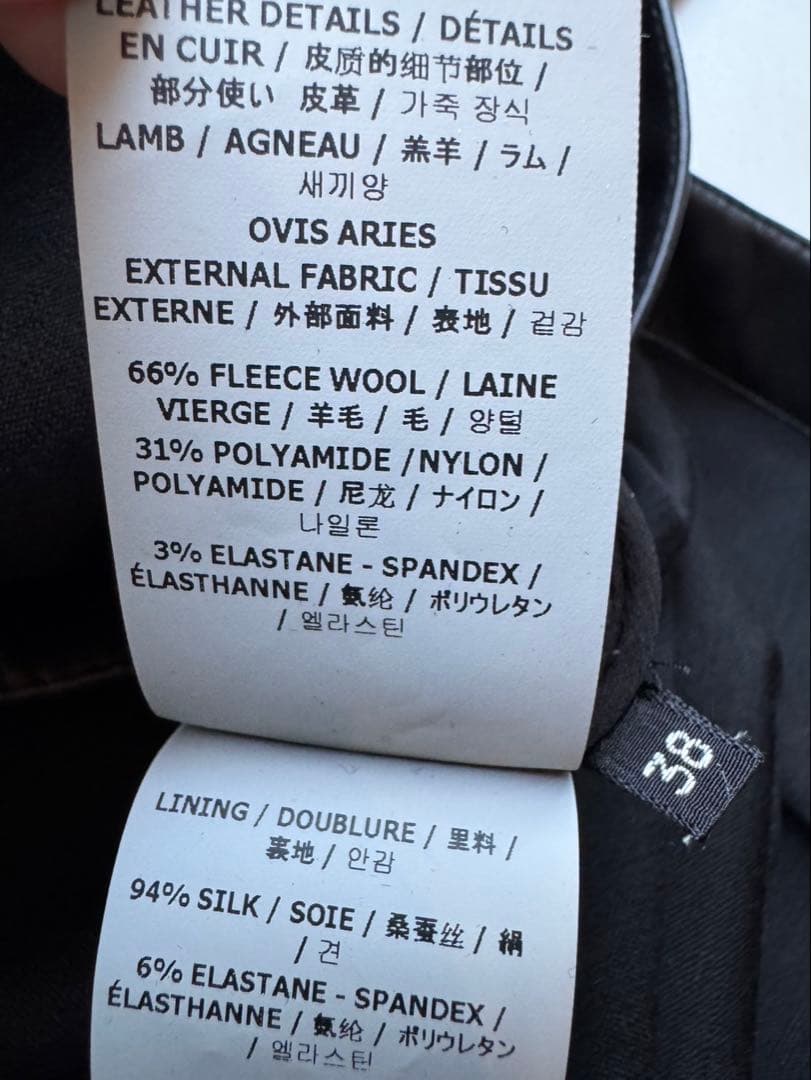 LEATHER DETAILS / DÉTAILS
EN CUIR / 皮质的细节部位 /
部分使い 皮革 / 가죽 장식
LAMB / AGNEAU / 羔羊 / ラム /
새끼양
OVIS ARIES
EXTERNAL FABRIC / TISSU
EXTERNE / 外部面料 / 表地 / 겉감
66% FLEECE WOOL / LAINE
VIERGE / 羊毛 / 毛 / 양털
31% POLYAMIDE /NYLON /
POLYAMIDE / 尼龙 / ナイロン /
나일론
3% ELASTANE - SPANDEX /
ÉLASTHANNE / 氨纶 / ポリウレタン
/ 엘라스틴
38
LINING / DOUBLURE / 里料 /
裏地 / 안감
94% SILK / SOIE / 桑蚕丝 / 絹
/ 견
6% ELASTANE - SPANDEX /
ÉLASTHANNE / 氨纶 / ポリウレタン
/ 엘라스틴